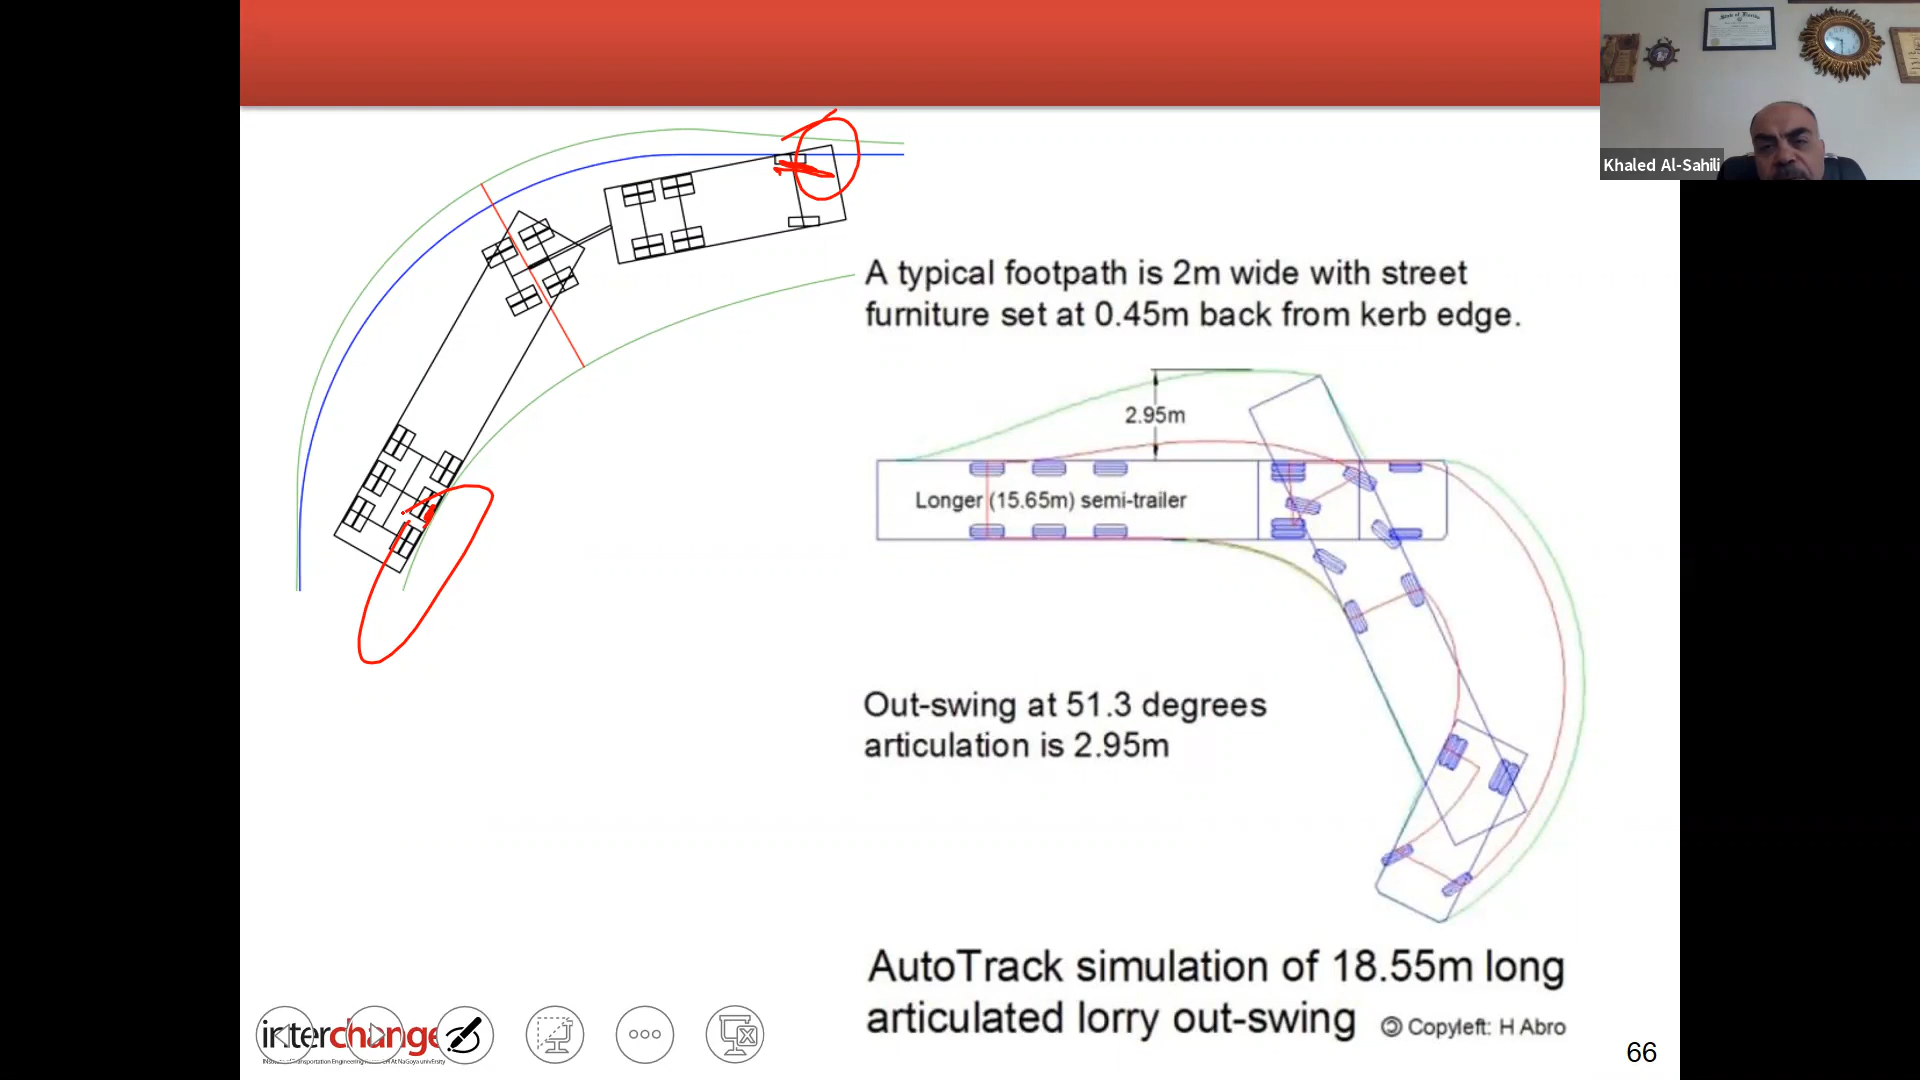 Khaled Al-Sahili
A typical footpath is 2m wide with street
furniture set at 0.45m back from kerb edge.
2.95m
Longer (15.65m) semi-trailer
Out-swing at 51.3 degrees
articulation is 2.95m
AutoTrack simulation of 18.55m long
articulated lorry out-swing
Copyleft: H Abro
interchange
66